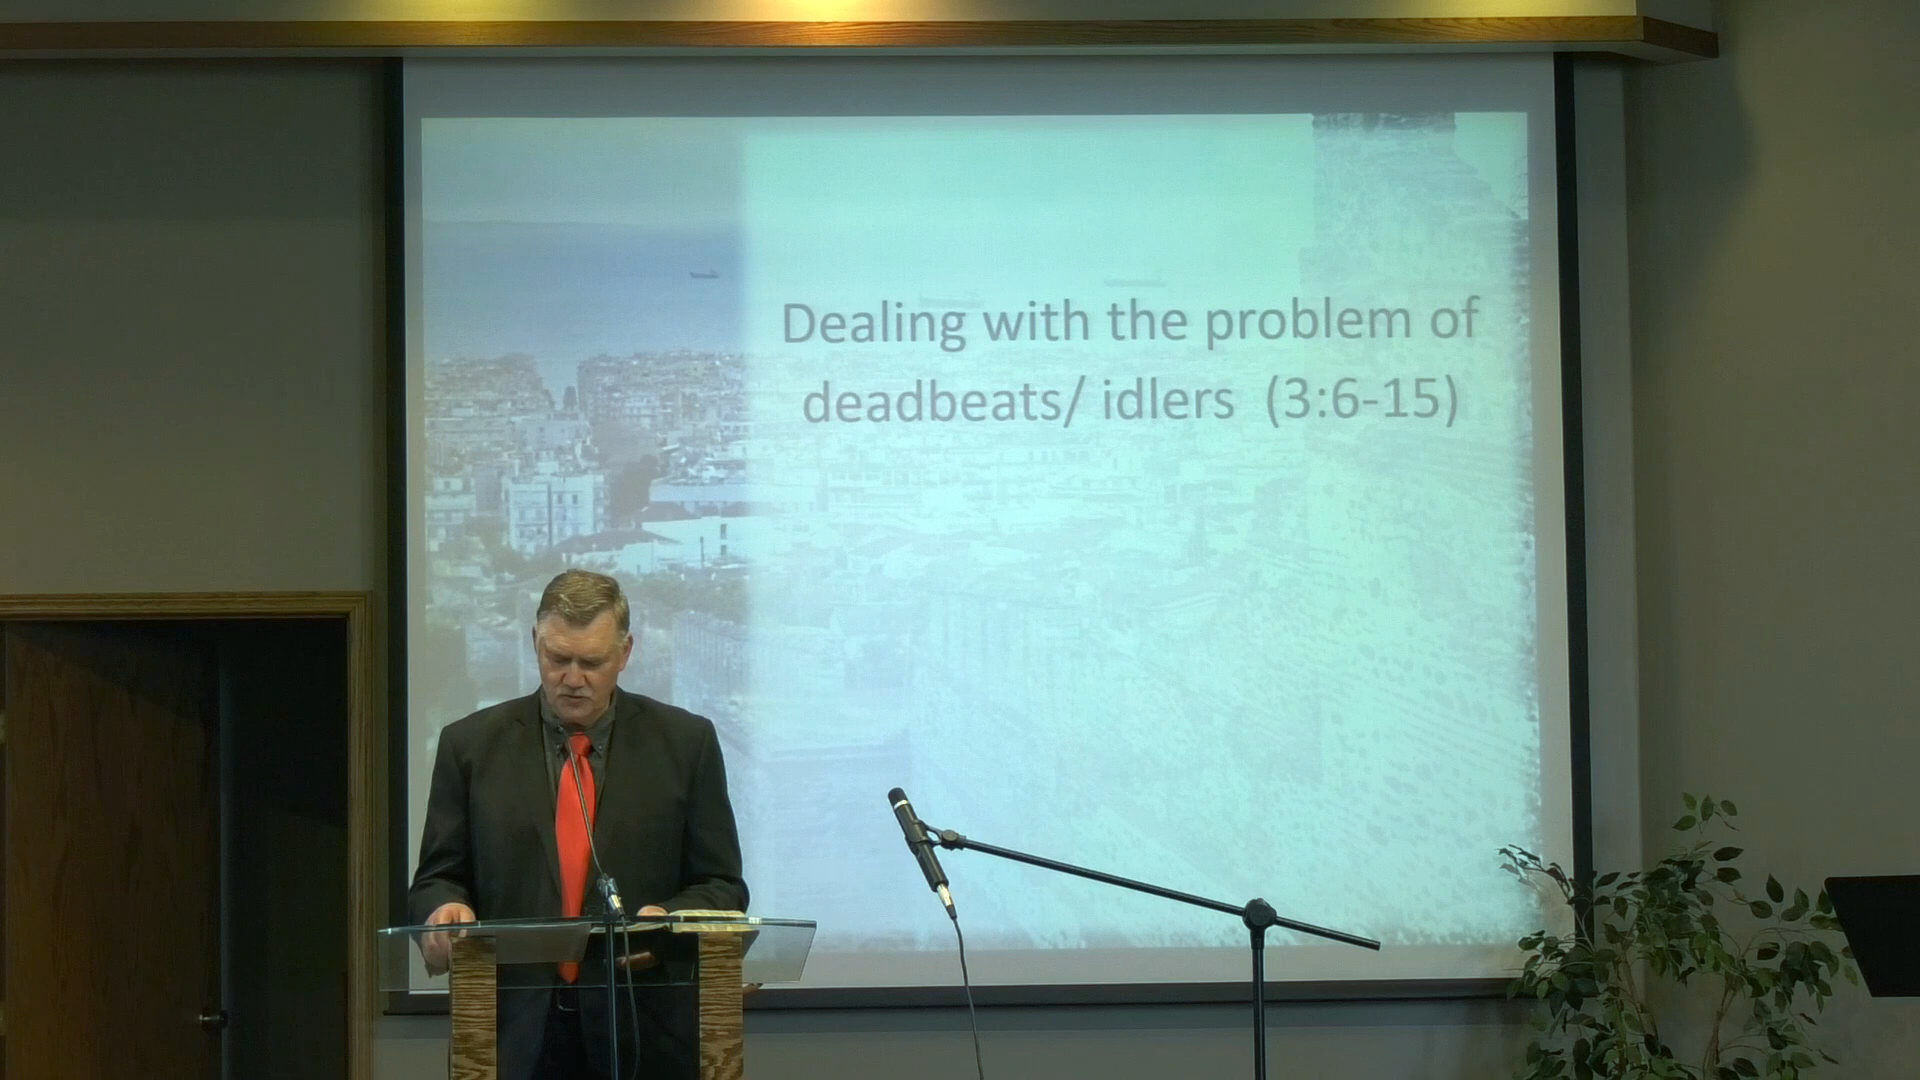 Dealing with the problem of
deadbeats/ idlers (3:6-15)